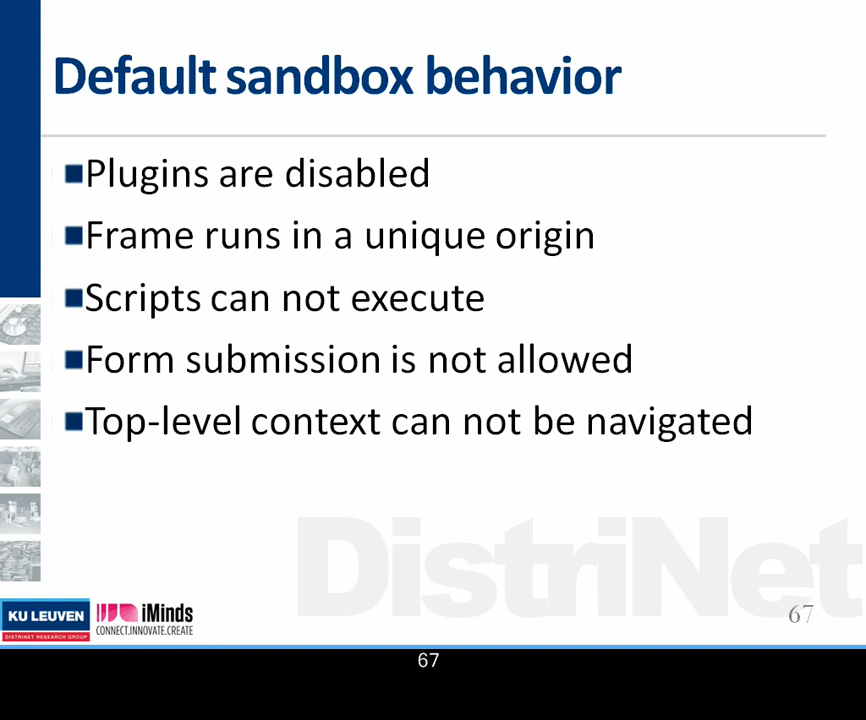 Default sandbox behavior
Plugins are disabled
Frame runs in a unique origin
Scripts can not execute
Form submission is not allowed
Top-level context can not be navigated
DistriNet
KU LEUVEN
DISTRINET RESEARCH GROUP
iMinds
CONNECT.INNOVATE.CREATE
67
67